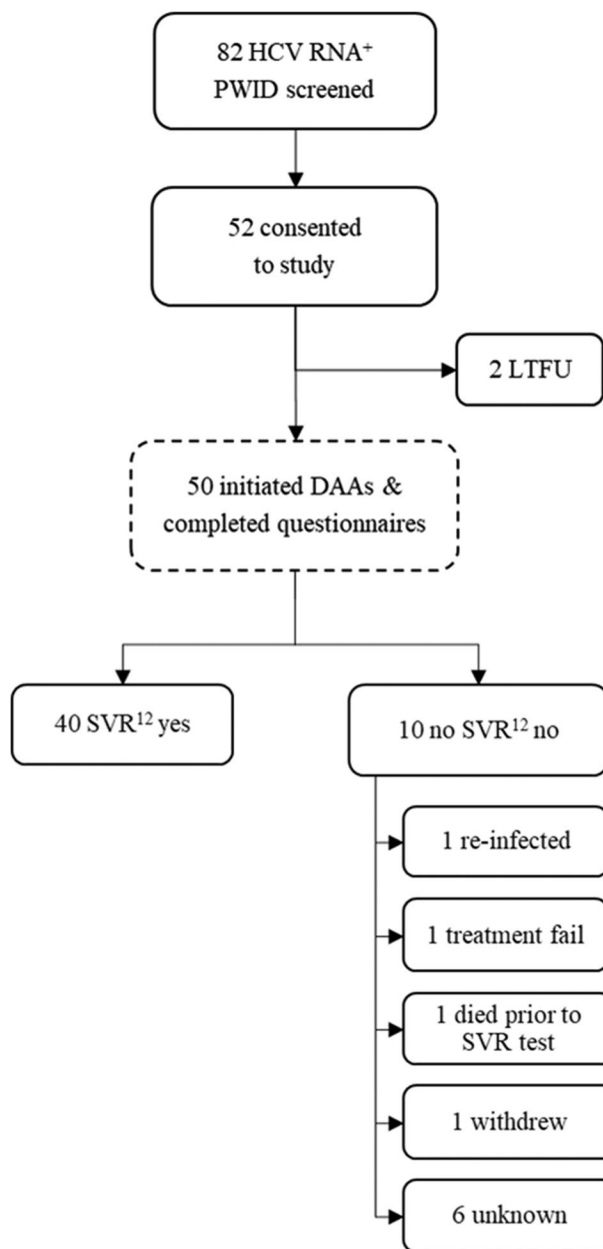 82 HCV RNA⁺
PWID screened
52 consented
to study
2 LTFU
50 initiated DAAs &
completed questionnaires
40 SVR¹² yes
10 no SVR¹² no
1 re-infected
1 treatment fail
1 died prior to
SVR test
1 withdrew
6 unknown